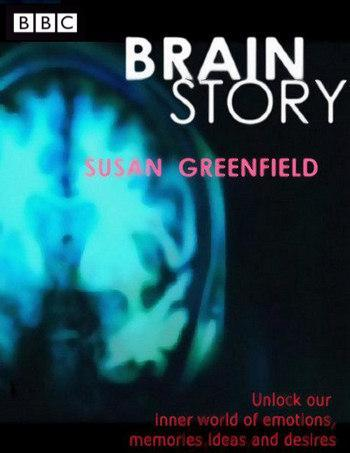 BBC
BRAIN
STORY
SUSAN GREENFIELD
Unlock our
inner world of emotions,
memories ideas and desires